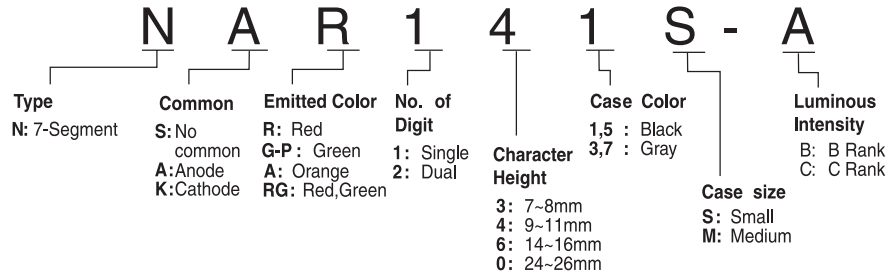 N A R 1 4 1 S - A
Type
N: 7-Segment
Common
S: No
common
A: Anode
K: Cathode
Emitted Color
R: Red
G-P : Green
A: Orange
RG: Red,Green
No. of
Digit
1: Single
2: Dual
Character
Height
3: 7~8mm
4: 9~11mm
6: 14~16mm
0: 24~26mm
Case Color
1,5 : Black
3,7 : Gray
Case size
S: Small
M: Medium
Luminous
Intensity
B: B Rank
C: C Rank